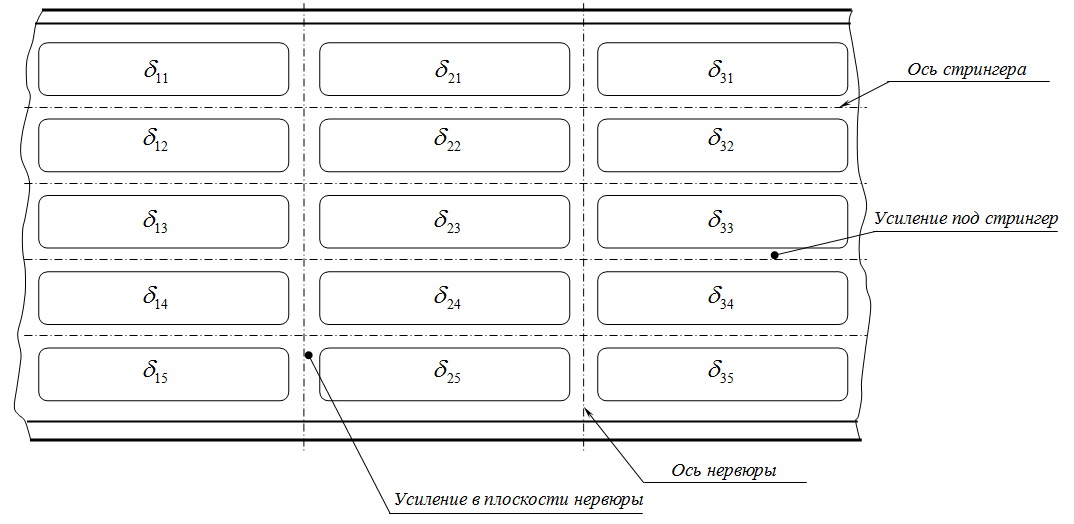 δ11 δ21 δ31
Ось стрингера
δ12 δ22 δ32
δ13 δ23 δ33
Усиление под стрингер
δ14 δ24 δ34
δ15 δ25 δ35
Ось нервюры
Усиление в плоскости нервюры